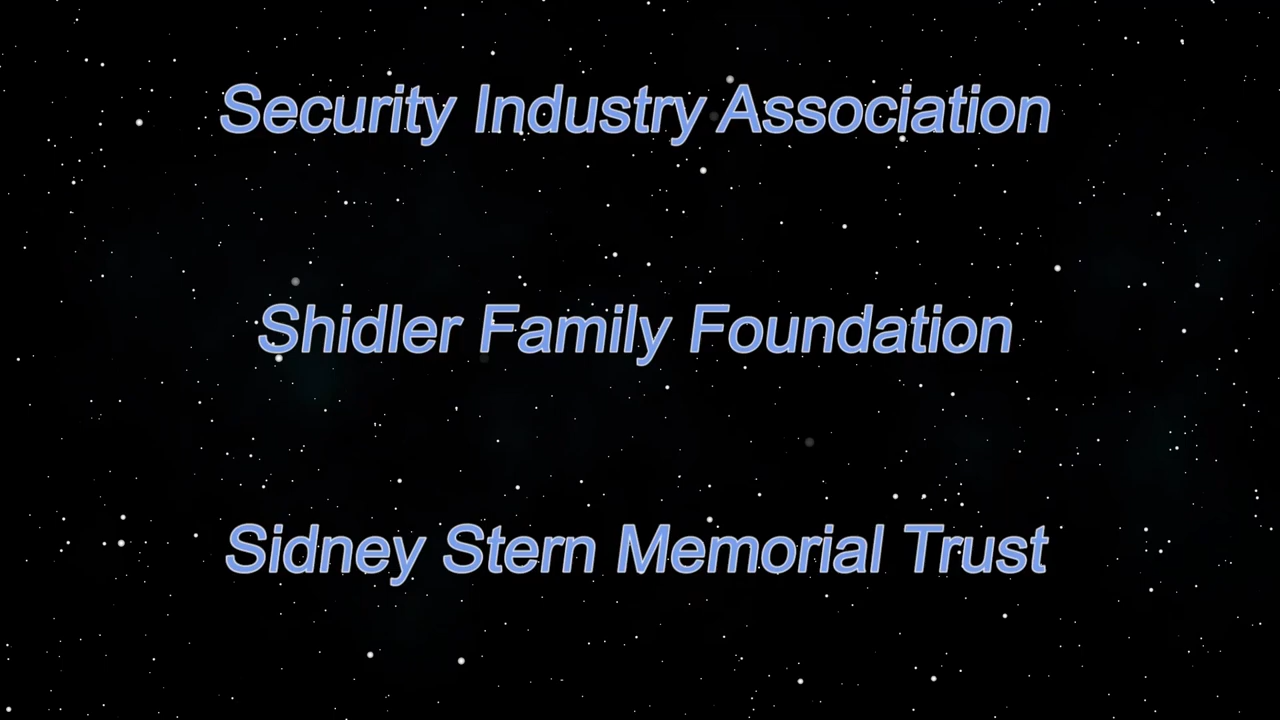 Security Industry Association
Shidler Family Foundation
Sidney Stern Memorial Trust